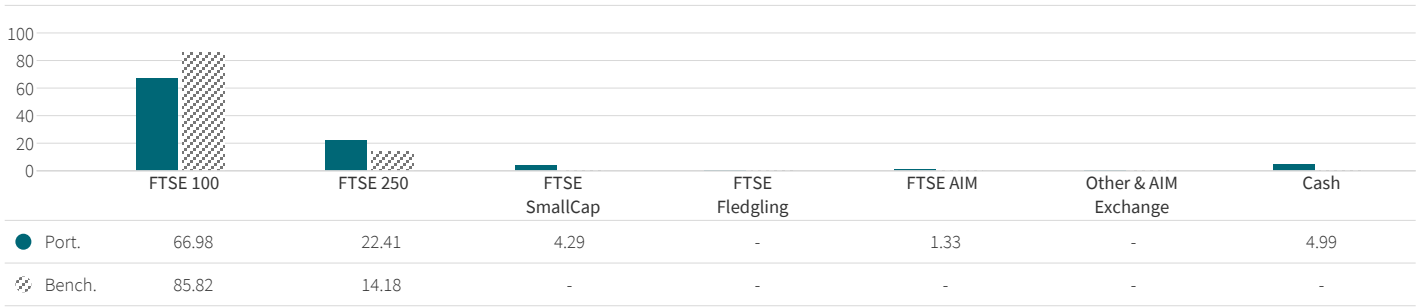 100
80
60
40
20
0
FTSE 100 FTSE 250 FTSE FTSE FTSE AIM Other & AIM Cash
SmallCap Fledgling Exchange
Port. 66.98 22.41 4.29 - 1.33 - 4.99
Bench. 85.82 14.18 - - - - -